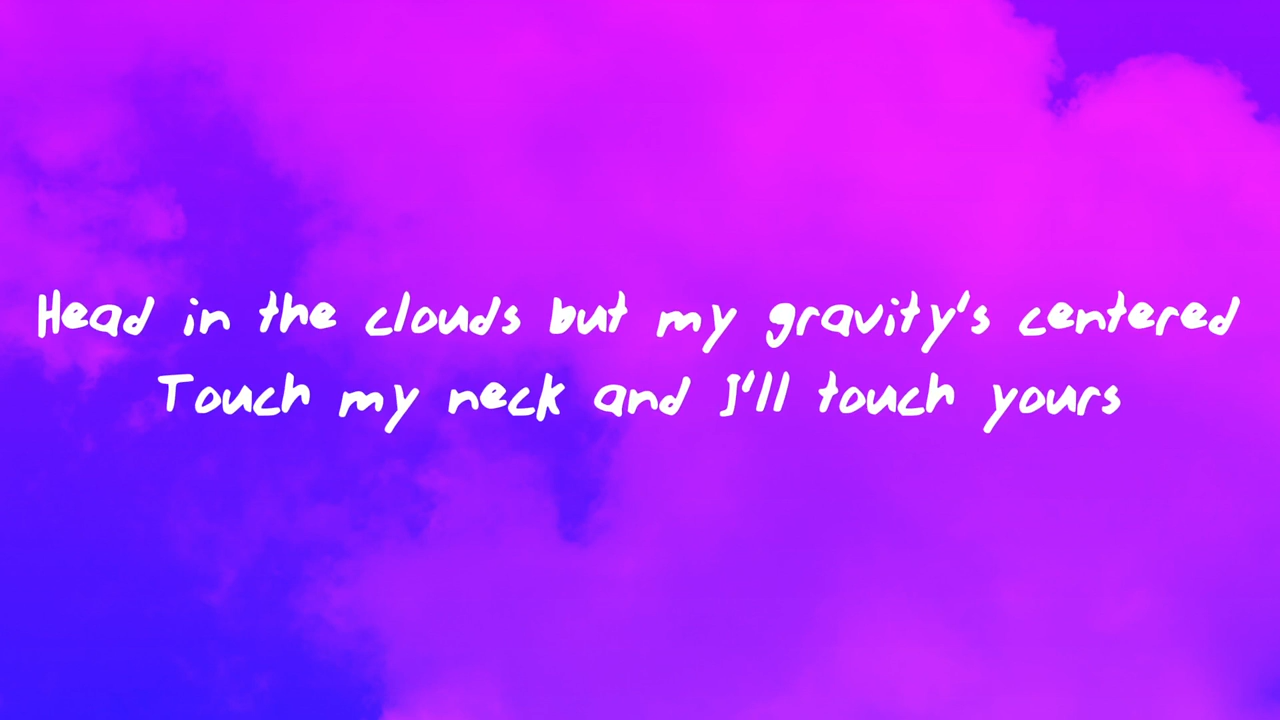 Head in the clouds but my gravity's centered
Touch my neck and I'll touch yours